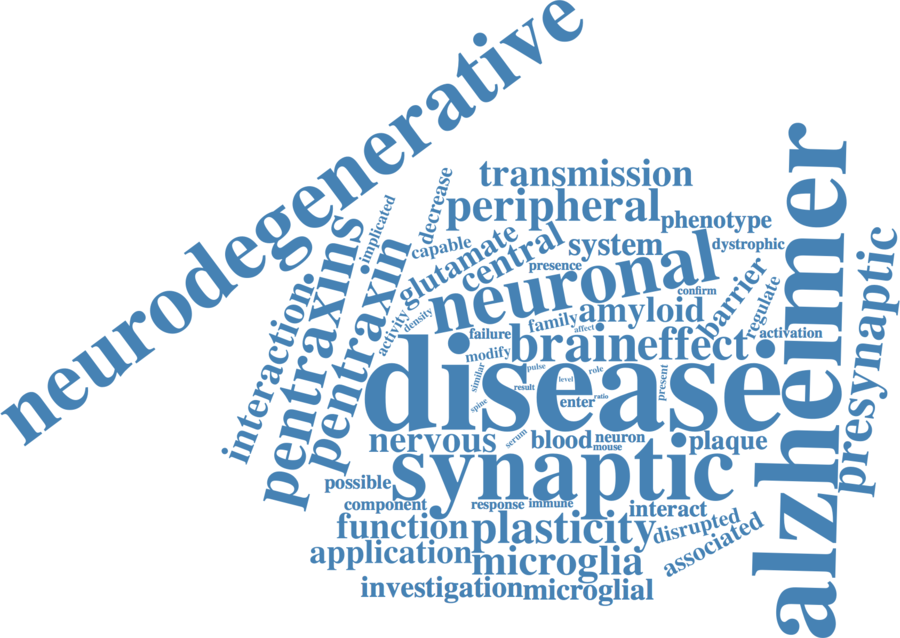 neurodegenerative
alzheimer
presynaptic
transmission
peripheral
phenotype
decrease
implicated
capable
glutamate
central
system
dystrophic
presence
neuronal
confirm
barrier
regulate
pentraxins
pentraxin
interaction
activity
density
failure
family
affect
amyloid
activation
modify
brain
effect
similar
pulse
result
level
role
present
disease
spine
enter
ratio
nervous
serum
blood
neuron
mouse
plaque
synaptic
possible
component
response
immune
interact
function
plasticity
disrupted
associated
application
microglia
investigation
microglial